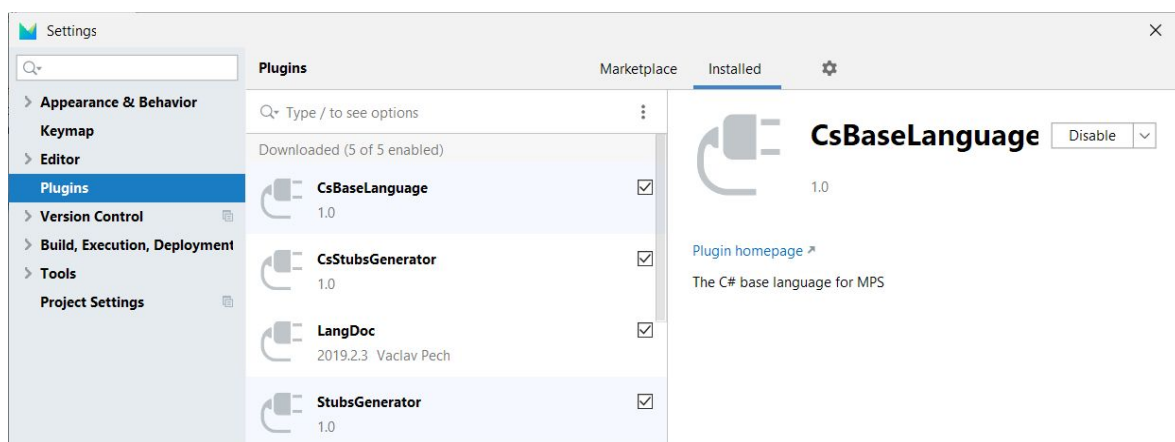 Settings
Appearance & Behavior
Keymap
Editor
Plugins
Version Control
Build, Execution, Deployment
Tools
Project Settings
Plugins
Marketplace
Installed
Type / to see options
Downloaded (5 of 5 enabled)
CsBaseLanguage
1.0
CsStubsGenerator
1.0
LangDoc
2019.2.3 Vaclav Pech
StubsGenerator
1.0
CsBaseLanguage
Disable
1.0
Plugin homepage
The C# base language for MPS